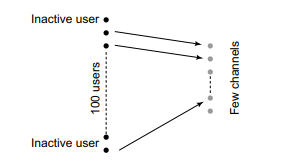 Inactive user
100 users
Few channels
Inactive user